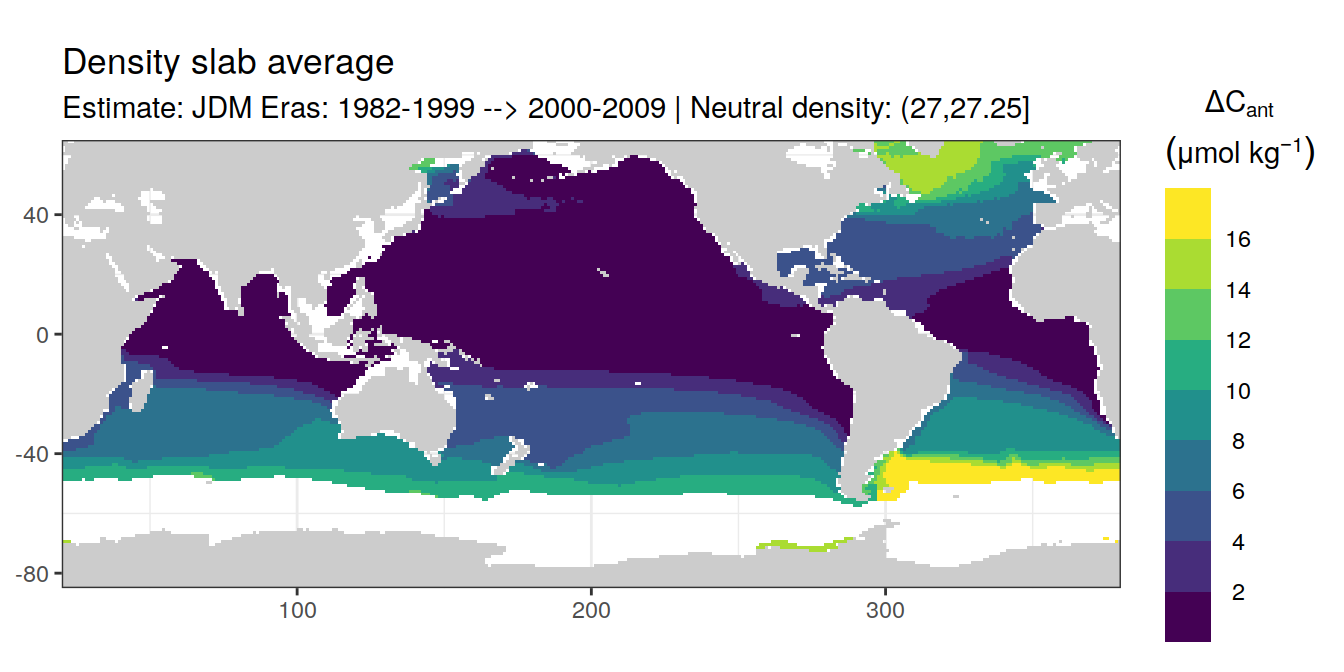 Density slab average
Estimate: JDM Eras: 1982-1999 --> 2000-2009 | Neutral density: (27,27.25]
ΔCant
(μmol kg−1)
16
14
12
10
8
6
4
2
40
0
-40
-80
100 200 300